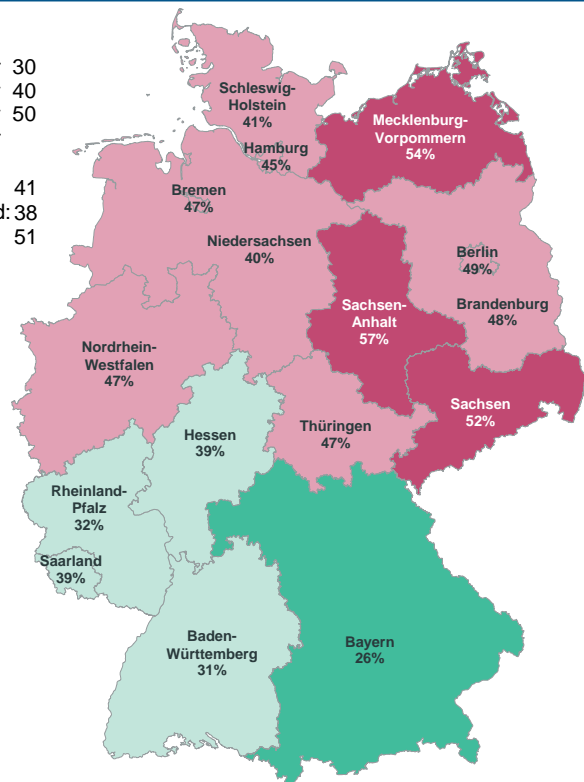 30
40
50
41
d: 38
51
Schleswig-
Holstein
41%
Hamburg
45%
Mecklenburg-
Vorpommern
54%
Bremen
47%
Niedersachsen
40%
Berlin
49%
Brandenburg
48%
Sachsen-
Anhalt
57%
Nordrhein-
Westfalen
47%
Sachsen
52%
Thüringen
47%
Hessen
39%
Rheinland-
Pfalz
32%
Saarland
39%
Baden-
Württemberg
31%
Bayern
26%